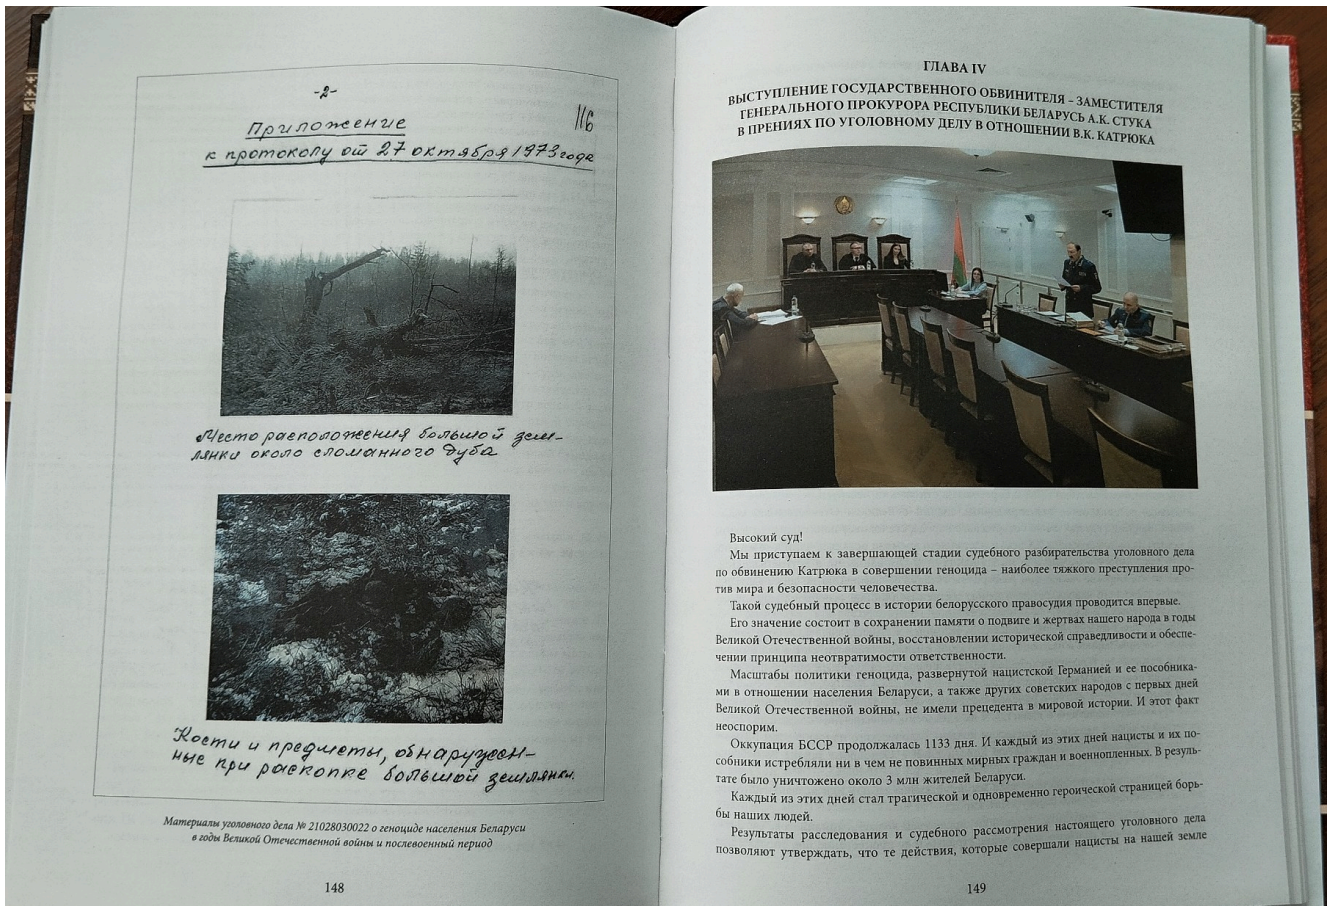 -2-
116
Приложение
к протоколу от 27 октября 1973 года
Место расположения большой зем-
лянки около сломанного дуба
Кости и предметы, обнаружен-
ные при раскопке большой землянки.
Материалы уголовного дела № 21028030022 о геноциде населения Беларуси
в годы Великой Отечественной войны и послевоенный период
148
ГЛАВА IV
ВЫСТУПЛЕНИЕ ГОСУДАРСТВЕННОГО ОБВИНИТЕЛЯ – ЗАМЕСТИТЕЛЯ
ГЕНЕРАЛЬНОГО ПРОКУРОРА РЕСПУБЛИКИ БЕЛАРУСЬ А.К. СТУКА
В ПРЕНИЯХ ПО УГОЛОВНОМУ ДЕЛУ В ОТНОШЕНИИ В.К. КАТРЮКА
Высокий суд!
Мы приступаем к завершающей стадии судебного разбирательства уголовного дела
по обвинению Катрюка в совершении геноцида – наиболее тяжкого преступления про-
тив мира и безопасности человечества.
Такой судебный процесс в истории белорусского правосудия проводится впервые.
Его значение состоит в сохранении памяти о подвиге и жертвах нашего народа в годы
Великой Отечественной войны, восстановлении исторической справедливости и обеспе-
чении принципа неотвратимости ответственности.
Масштабы политики геноцида, развернутой нацистской Германией и ее пособника-
ми в отношении населения Беларуси, а также других советских народов с первых дней
Великой Отечественной войны, не имели прецедента в мировой истории. И этот факт
неоспорим.
Оккупация БССР продолжалась 1133 дня. И каждый из этих дней нацисты и их по-
собники истребляли ни в чем не повинных мирных граждан и военнопленных. В резуль-
тате было уничтожено около 3 млн жителей Беларуси.
Каждый из этих дней стал трагической и одновременно героической страницей борь-
бы наших людей.
Результаты расследования и судебного рассмотрения настоящего уголовного дела
позволяют утверждать, что те действия, которые совершали нацисты на нашей земле
149